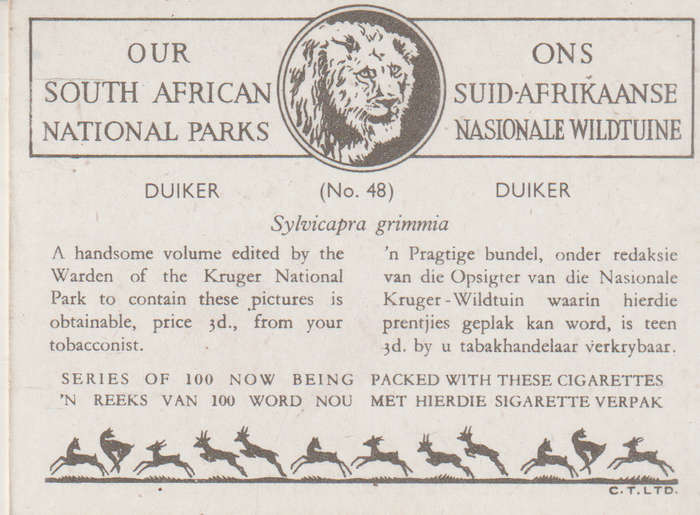 OUR
SOUTH AFRICAN
NATIONAL PARKS
ONS
SUID-AFRIKAANSE
NASIONALE WILDTUINE
DUIKER (No. 48) DUIKER
Sylvicapra grimmia
A handsome volume edited by the
Warden of the Kruger National
Park to contain these pictures is
obtainable, price 3d., from your
tobacconist.
'n Pragtige bundel, onder redaksie
van die Opsigter van die Nasionale
Kruger-Wildtuin waarin hierdie
prentjies geplak kan word, is teen
3d. by u tabakhandelaar verkrybaar.
SERIES OF 100 NOW BEING PACKED WITH THESE CIGARETTES
'N REEKS VAN 100 WORD NOU MET HIERDIE SIGARETTE VERPAK
C.T.LTD.